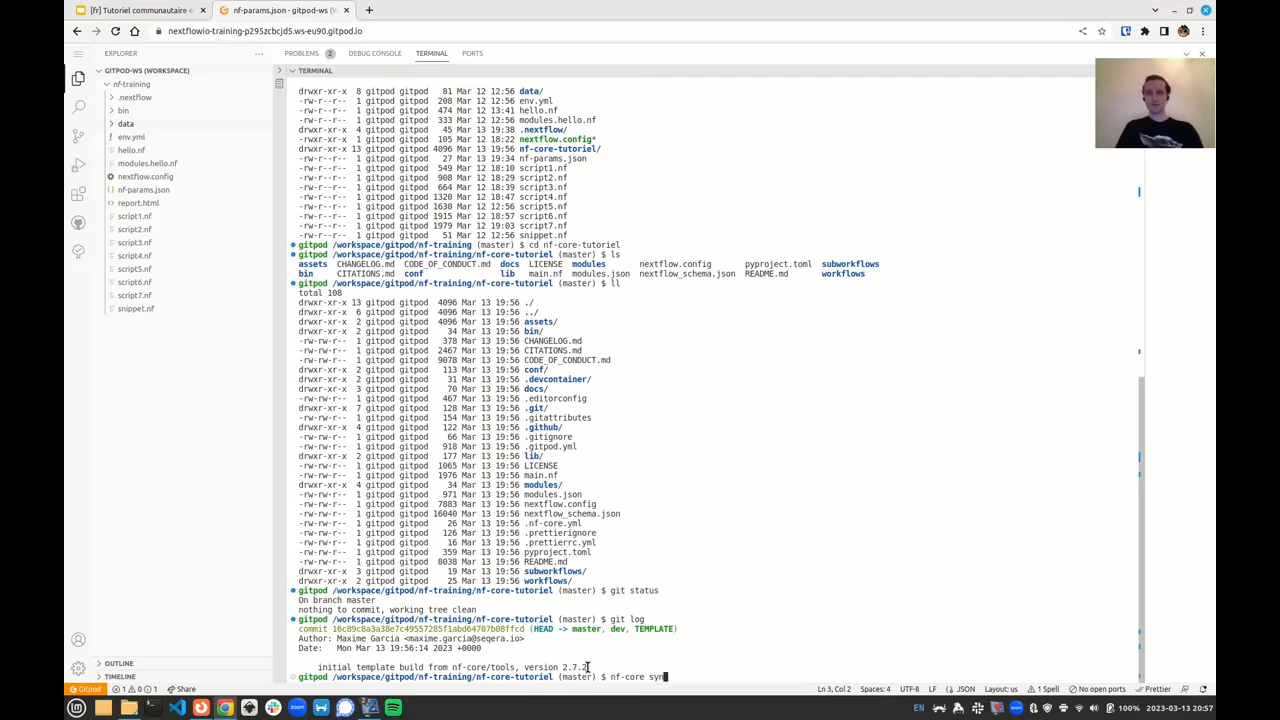 [fr] Tutoriel communautaire e
nf-params.json - gitpod-ws (W
nextflowio-training-p295zcbcjd5.ws-eu90.gitpod.io
EXPLORER
GITPOD-WS (WORKSPACE)
nf-training
.nextflow
bin
data
env.yml
hello.nf
modules.hello.nf
nextflow.config
nf-params.json
report.html
script1.nf
script2.nf
script3.nf
script4.nf
script5.nf
script6.nf
script7.nf
snippet.nf
OUTLINE
TIMELINE
PROBLEMS 2 DEBUG CONSOLE TERMINAL PORTS
TERMINAL
drwxr-xr-x 8 gitpod gitpod 81 Mar 12 12:56 data/
-rw-r--r-- 1 gitpod gitpod 208 Mar 12 12:56 env.yml
-rw-r--r-- 1 gitpod gitpod 474 Mar 12 13:41 hello.nf
-rw-r--r-- 1 gitpod gitpod 333 Mar 12 12:56 modules.hello.nf
drwxr-xr-x 4 gitpod gitpod 45 Mar 13 19:38 .nextflow/
-rw-r--r-- 1 gitpod gitpod 105 Mar 12 18:22 nextflow.config*
drwxr-xr-x 13 gitpod gitpod 4096 Mar 13 19:56 nf-core-tutoriel/
-rw-r--r-- 1 gitpod gitpod 27 Mar 13 19:34 nf-params.json
-rw-r--r-- 1 gitpod gitpod 549 Mar 12 18:10 script1.nf
-rw-r--r-- 1 gitpod gitpod 908 Mar 12 18:29 script2.nf
-rw-r--r-- 1 gitpod gitpod 664 Mar 12 18:39 script3.nf
-rw-r--r-- 1 gitpod gitpod 1320 Mar 12 18:47 script4.nf
-rw-r--r-- 1 gitpod gitpod 1630 Mar 12 12:56 script5.nf
-rw-r--r-- 1 gitpod gitpod 1915 Mar 12 18:57 script6.nf
-rw-r--r-- 1 gitpod gitpod 1979 Mar 12 19:03 script7.nf
-rw-r--r-- 1 gitpod gitpod 51 Mar 12 12:56 snippet.nf
gitpod /workspace/gitpod/nf-training (master) $ cd nf-core-tutoriel
gitpod /workspace/gitpod/nf-training/nf-core-tutoriel (master) $ ls
assets CHANGELOG.md CODE_OF_CONDUCT.md docs LICENSE modules nextflow.config pyproject.toml subworkflows
bin CITATIONS.md conf lib main.nf modules.json nextflow_schema.json README.md workflows
gitpod /workspace/gitpod/nf-training/nf-core-tutoriel (master) $ ll
total 108
drwxr-xr-x 13 gitpod gitpod 4096 Mar 13 19:56 ./
drwxr-xr-x 6 gitpod gitpod 4096 Mar 13 19:56 ../
drwxr-xr-x 2 gitpod gitpod 4096 Mar 13 19:56 assets/
drwxr-xr-x 2 gitpod gitpod 34 Mar 13 19:56 bin/
-rw-rw-r-- 1 gitpod gitpod 378 Mar 13 19:56 CHANGELOG.md
-rw-rw-r-- 1 gitpod gitpod 2467 Mar 13 19:56 CITATIONS.md
-rw-rw-r-- 1 gitpod gitpod 9078 Mar 13 19:56 CODE_OF_CONDUCT.md
drwxr-xr-x 2 gitpod gitpod 113 Mar 13 19:56 conf/
drwxr-xr-x 2 gitpod gitpod 31 Mar 13 19:56 .devcontainer/
drwxr-xr-x 3 gitpod gitpod 70 Mar 13 19:56 docs/
-rw-rw-r-- 1 gitpod gitpod 467 Mar 13 19:56 .editorconfig
drwxr-xr-x 7 gitpod gitpod 128 Mar 13 19:56 .git/
-rw-rw-r-- 1 gitpod gitpod 154 Mar 13 19:56 .gitattributes
drwxr-xr-x 4 gitpod gitpod 122 Mar 13 19:56 .github/
-rw-rw-r-- 1 gitpod gitpod 66 Mar 13 19:56 .gitignore
-rw-rw-r-- 1 gitpod gitpod 918 Mar 13 19:56 .gitpod.yml
drwxr-xr-x 2 gitpod gitpod 177 Mar 13 19:56 lib/
-rw-rw-r-- 1 gitpod gitpod 1065 Mar 13 19:56 LICENSE
-rw-rw-r-- 1 gitpod gitpod 1976 Mar 13 19:56 main.nf
drwxr-xr-x 4 gitpod gitpod 34 Mar 13 19:56 modules/
-rw-rw-r-- 1 gitpod gitpod 971 Mar 13 19:56 modules.json
-rw-rw-r-- 1 gitpod gitpod 7883 Mar 13 19:56 nextflow.config
-rw-rw-r-- 1 gitpod gitpod 16040 Mar 13 19:56 nextflow_schema.json
-rw-rw-r-- 1 gitpod gitpod 26 Mar 13 19:56 .nf-core.yml
-rw-rw-r-- 1 gitpod gitpod 126 Mar 13 19:56 .prettierignore
-rw-rw-r-- 1 gitpod gitpod 16 Mar 13 19:56 .prettierrc.yml
-rw-rw-r-- 1 gitpod gitpod 359 Mar 13 19:56 pyproject.toml
-rw-rw-r-- 1 gitpod gitpod 8038 Mar 13 19:56 README.md
drwxr-xr-x 3 gitpod gitpod 19 Mar 13 19:56 subworkflows/
drwxr-xr-x 2 gitpod gitpod 25 Mar 13 19:56 workflows/
gitpod /workspace/gitpod/nf-training/nf-core-tutoriel (master) $ git status
On branch master
nothing to commit, working tree clean
gitpod /workspace/gitpod/nf-training/nf-core-tutoriel (master) $ git log
commit 16c89c8a3a38e7c49557285f1abd64707b08ffcd (HEAD -> master, dev, TEMPLATE)
Author: Maxime Garcia <maxime.garcia@seqera.io>
Date: Mon Mar 13 19:56:14 2023 +0000
initial template build from nf-core/tools, version 2.7.2
gitpod /workspace/gitpod/nf-training/nf-core-tutoriel (master) $ nf-core syn
Gitpod 1 0 1 Share
Ln 3, Col 2 Spaces: 4 UTF-8 LF JSON Layout: us 1 Spell No open ports Prettier
EN 100% 2023-03-13 20:57